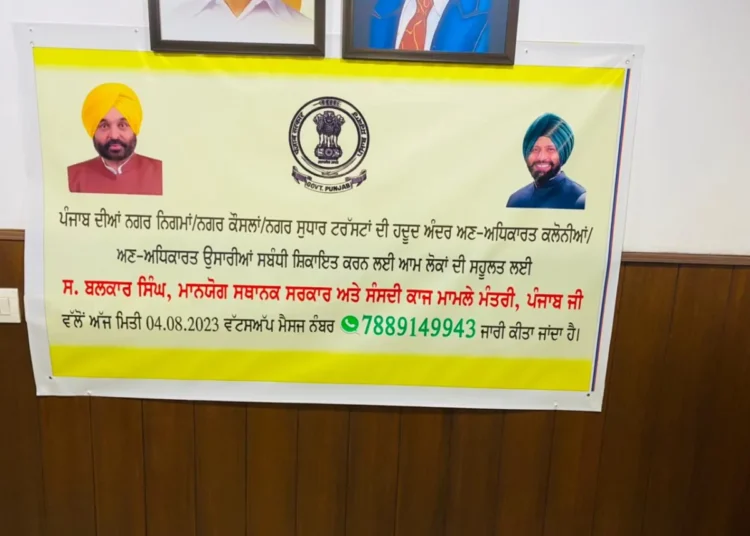 GOVT. PUNJAB
ਪੰਜਾਬ ਦੀਆਂ ਨਗਰ ਨਿਗਮਾਂ/ਨਗਰ ਕੌਂਸਲਾਂ/ਨਗਰ ਸੁਧਾਰ ਟਰੱਸਟਾਂ ਦੀ ਹਦੂਦ ਅੰਦਰ ਅਣ-ਅਧਿਕਾਰਤ ਕਲੋਨੀਆਂ/
ਅਣ-ਅਧਿਕਾਰਤ ਉਸਾਰੀਆਂ ਸਬੰਧੀ ਸ਼ਿਕਾਇਤ ਕਰਨ ਲਈ ਆਮ ਲੋਕਾਂ ਦੀ ਸਹੂਲਤ ਲਈ
ਸ. ਬਲਕਾਰ ਸਿੰਘ, ਮਾਨਯੋਗ ਸਥਾਨਕ ਸਰਕਾਰ ਅਤੇ ਸੰਸਦੀ ਕਾਜ ਮਾਮਲੇ ਮੰਤਰੀ, ਪੰਜਾਬ ਜੀ
ਵੱਲੋਂ ਅੱਜ ਮਿਤੀ 04.08.2023 ਵੱਟਸਅੱਪ ਮੈਸਜ ਨੰਬਰ 7889149943 ਜਾਰੀ ਕੀਤਾ ਜਾਂਦਾ ਹੈ।